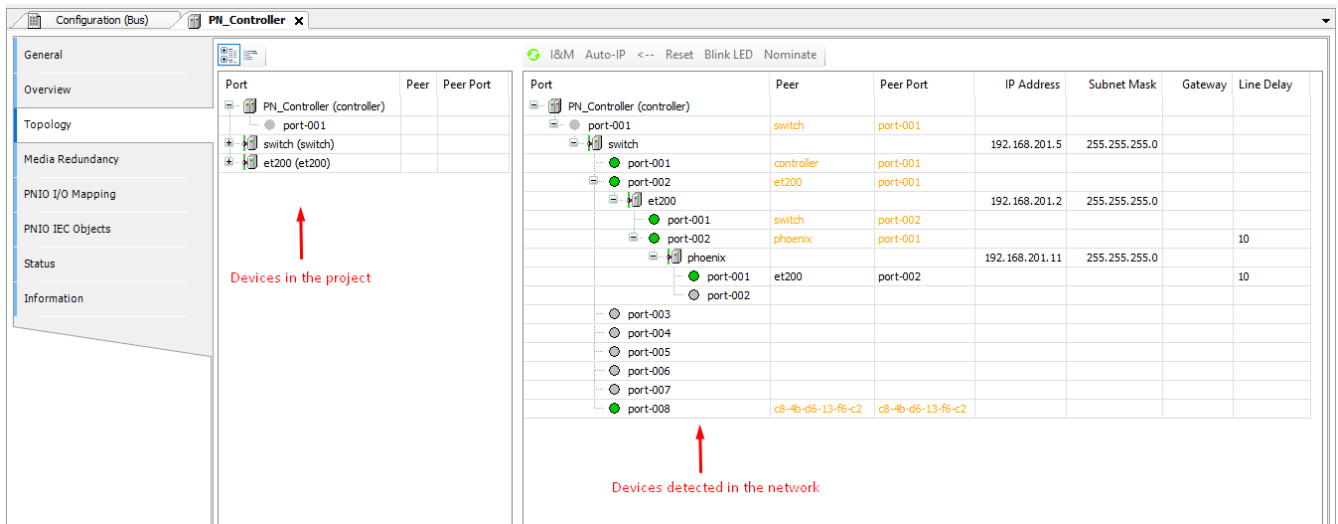 Configuration (Bus) PN_Controller x
General
Overview
Topology
Media Redundancy
PNIO I/O Mapping
PNIO IEC Objects
Status
Information
Port Peer Peer Port
PN_Controller (controller)
port-001
switch (switch)
et200 (et200)
Devices in the project
I&M Auto-IP <-- Reset Blink LED Nominate
Port Peer Peer Port IP Address Subnet Mask Gateway Line Delay
PN_Controller (controller)
port-001 switch port-001
switch 192.168.201.5 255.255.255.0
port-001 controller port-001
port-002 et200 port-001
et200 192.168.201.2 255.255.255.0
port-001 switch port-002
port-002 phoenix port-001 10
phoenix 192.168.201.11 255.255.255.0
port-001 et200 port-002 10
port-002
port-003
port-004
port-005
port-006
port-007
port-008 c8-4b-d6-13-f6-c2 c8-4b-d6-13-f6-c2
Devices detected in the network